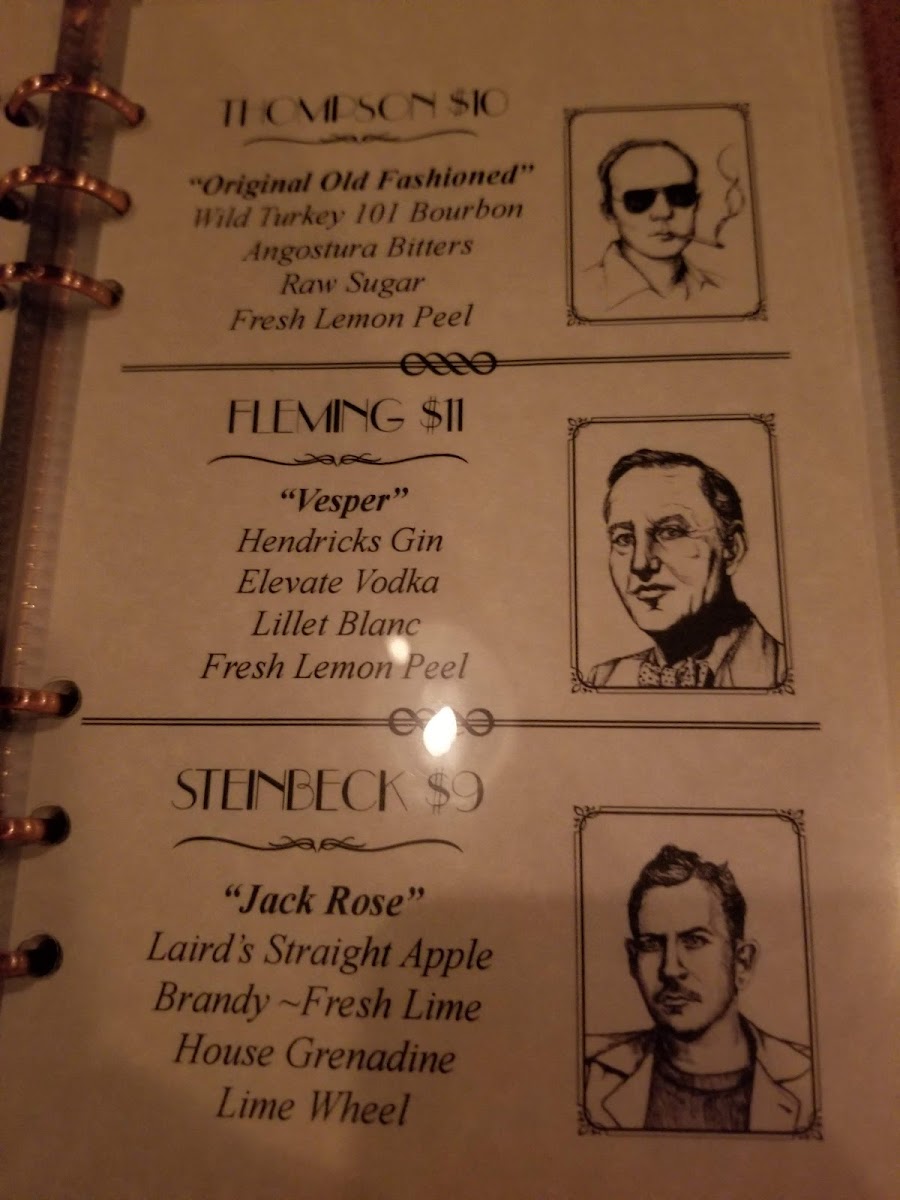 THOMPSON $10
“Original Old Fashioned”
Wild Turkey 101 Bourbon
Angostura Bitters
Raw Sugar
Fresh Lemon Peel
FLEMING $11
“Vesper”
Hendricks Gin
Elevate Vodka
Lillet Blanc
Fresh Lemon Peel
STEINBECK $9
“Jack Rose”
Laird’s Straight Apple
Brandy ~Fresh Lime
House Grenadine
Lime Wheel